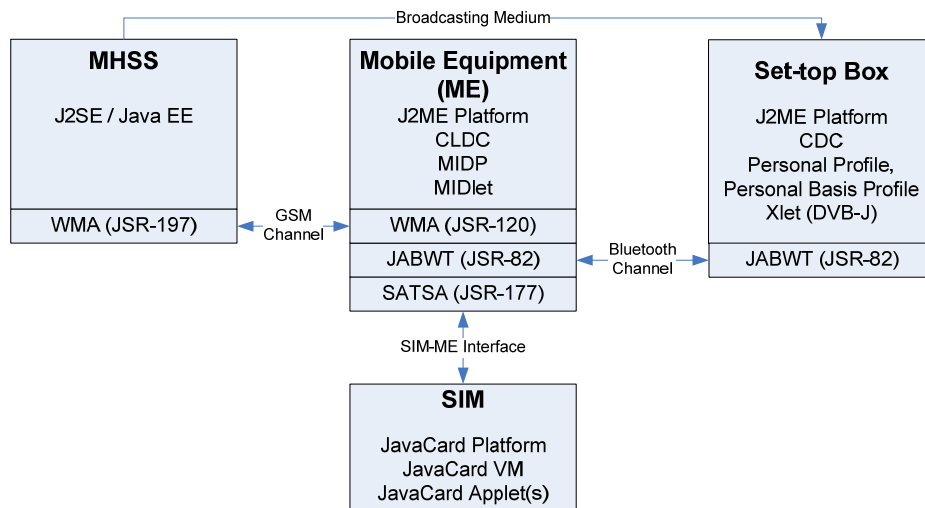 Broadcasting Medium
MHSS
J2SE / Java EE
WMA (JSR-197)
GSM
Channel
Mobile Equipment
(ME)
J2ME Platform
CLDC
MIDP
MIDlet
WMA (JSR-120)
JABWT (JSR-82)
SATSA (JSR-177)
Bluetooth
Channel
Set-top Box
J2ME Platform
CDC
Personal Profile,
Personal Basis Profile
Xlet (DVB-J)
JABWT (JSR-82)
SIM-ME Interface
SIM
JavaCard Platform
JavaCard VM
JavaCard Applet(s)